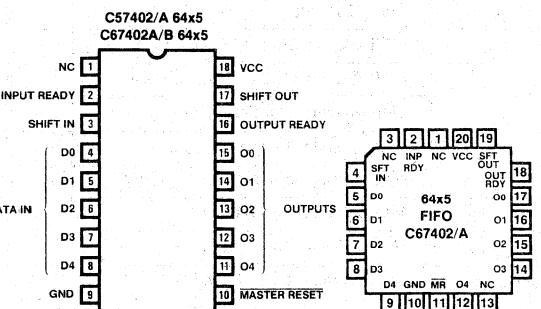 C57402/A 64x5
C67402A/B 64x5
NC 1
18 VCC
INPUT READY 2
17 SHIFT OUT
SHIFT IN 3
16 OUTPUT READY
D0 4
15 O0
D1 5
14 O1
ATA IN
D2 6
13 O2
OUTPUTS
D3 7
12 O3
D4 8
11 O4
GND 9
10 MASTER RESET
3 2 1 20 19
NC INP RDY NC VCC SFT OUT
4 SFT IN
OUT RDY 18
5 D0
O0 17
6 D1
O1 16
7 D2
O2 15
8 D3
O3 14
64x5
FIFO
C67402/A
D4 GND MR O4 NC
9 10 11 12 13